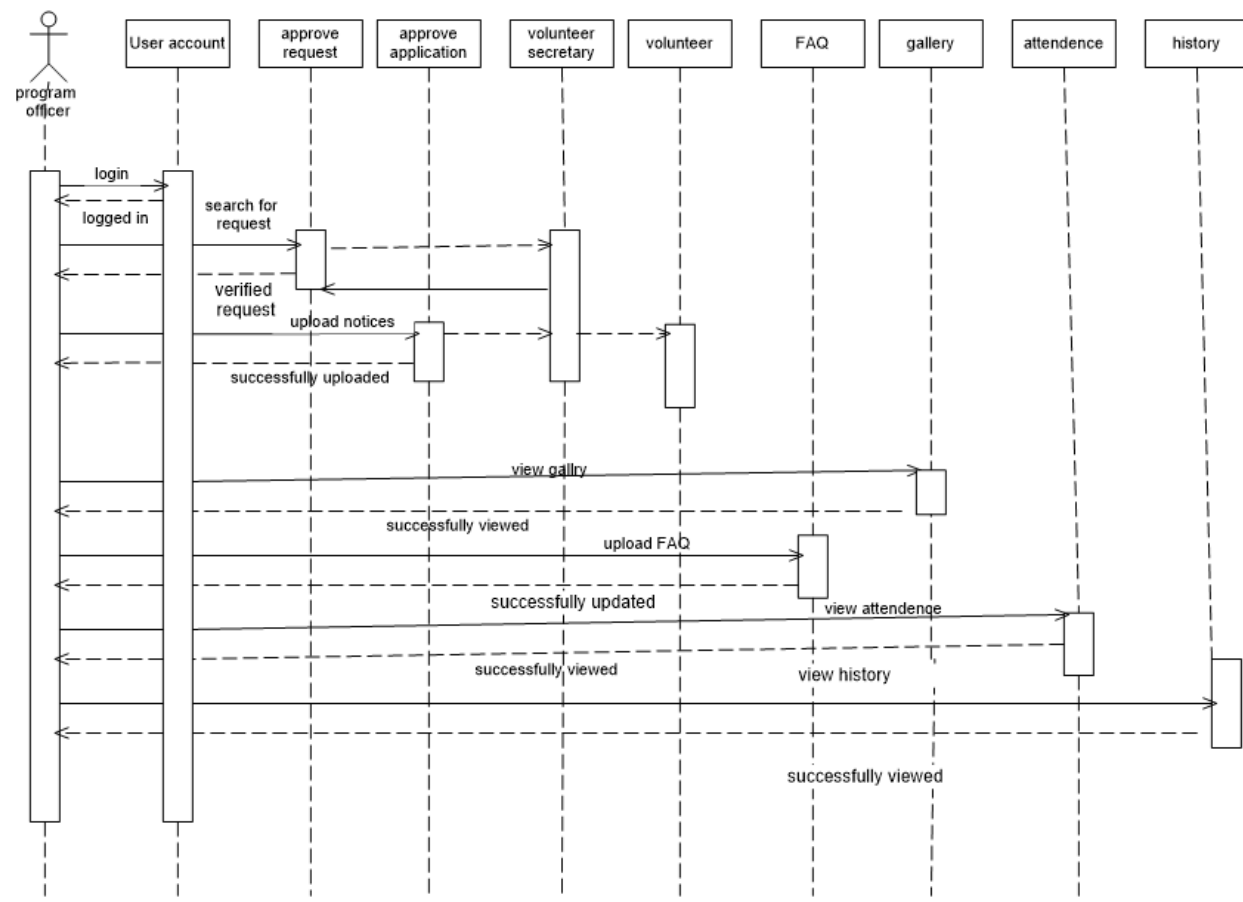 program
officer
User account
approve
request
approve
application
volunteer
secretary
volunteer
FAQ
gallery
attendence
history
login
logged in
search for
request
verified
request
upload notices
successfully uploaded
view gallry
successfully viewed
upload FAQ
successfully updated
view attendence
successfully viewed
view history
successfully viewed